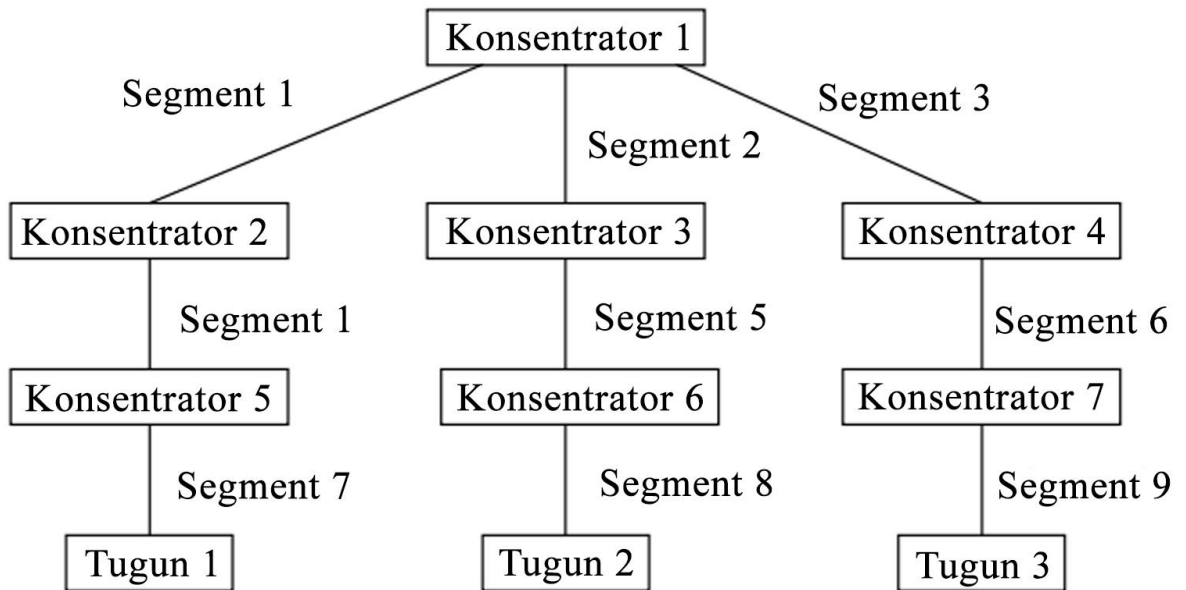 Konsentrator 1
Segment 1
Segment 3
Segment 2
Konsentrator 2
Konsentrator 3
Konsentrator 4
Segment 1
Segment 5
Segment 6
Konsentrator 5
Konsentrator 6
Konsentrator 7
Segment 7
Segment 8
Segment 9
Tugun 1
Tugun 2
Tugun 3